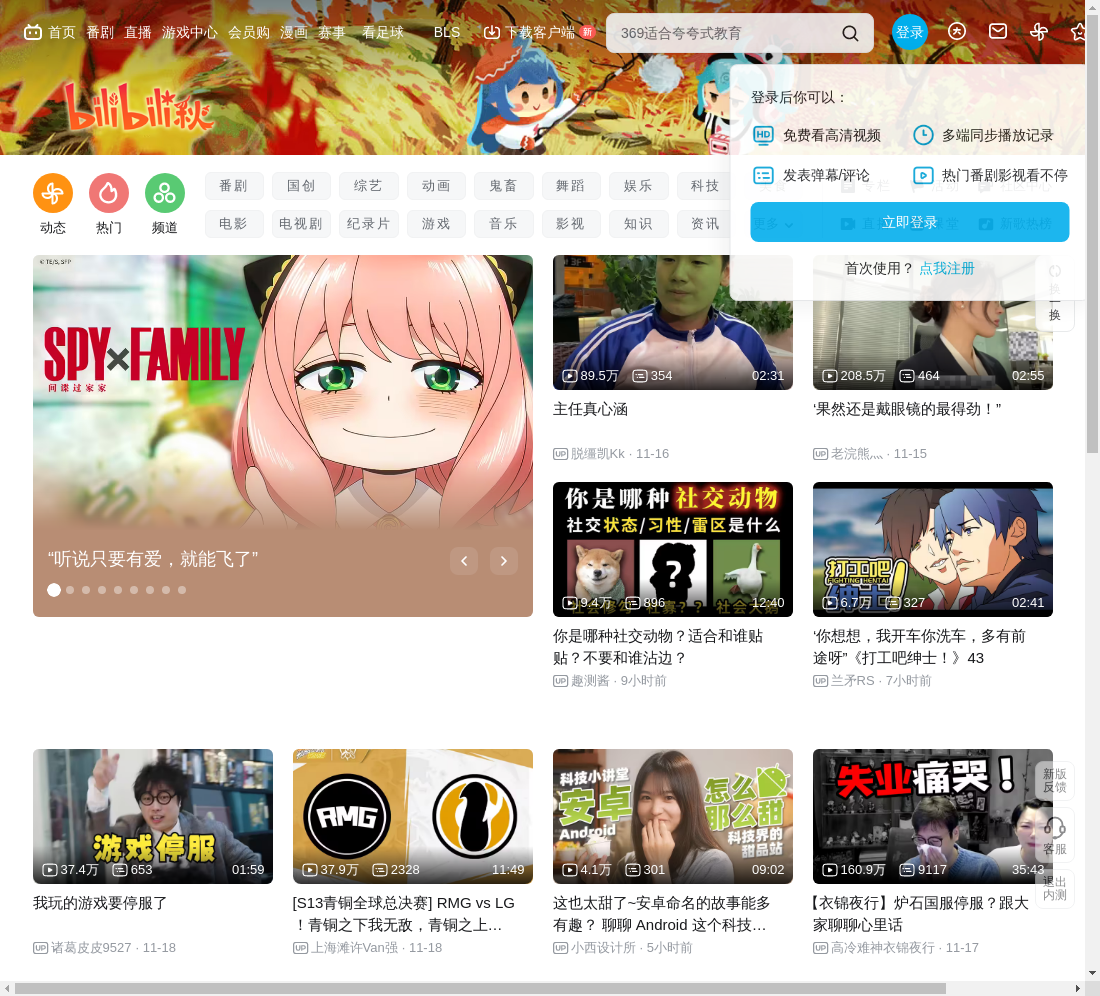 首页 番剧 直播 游戏中心 会员购 漫画 赛事 看足球 BLS 下载客户端 新 369适合夸夸式教育 登录
bilibili秋
登录后你可以：
HD 免费看高清视频 多端同步播放记录
发表弹幕/评论 热门番剧影视看不停
立即登录
首次使用？ 点我注册
动态 热门 频道
番剧 国创 综艺 动画 鬼畜 舞蹈 娱乐 科技 专栏 活动 社区中心
电影 电视剧 纪录片 游戏 音乐 影视 知识 资讯 更多 直播 课堂 新歌热榜
换一换
© TE/S, SFP
SPY×FAMILY
间谍过家家
“听说只要有爱，就能飞了”
89.5万 354 02:31
主任真心涵
UP 脱缰凯Kk · 11-16
208.5万 464 02:55
‘果然还是戴眼镜的最得劲！”
UP 老浣熊灬 · 11-15
你是哪种社交动物
社交状态/习性/雷区是什么
?
9.4万 896 12:40
你是哪种社交动物？适合和谁贴
贴？不要和谁沾边？
UP 趣测酱 · 9小时前
打工吧
FIGHTING HENTAI
绅士!
6.7万 327 02:41
‘你想想，我开车你洗车，多有前
途呀”《打工吧绅士！》43
UP 兰矛RS · 7小时前
游戏停服
37.4万 653 01:59
我玩的游戏要停服了
UP 诸葛皮皮9527 · 11-18
RMG
37.9万 2328 11:49
[S13青铜全球总决赛] RMG vs LG
！青铜之下我无敌，青铜之上…
UP 上海滩许Van强 · 11-18
科技小讲堂
安卓
Android
怎么
那么甜
科技界的
甜品站
4.1万 301 09:02
这也太甜了~安卓命名的故事能多
有趣？ 聊聊 Android 这个科技…
UP 小西设计所 · 5小时前
失业痛哭！
160.9万 9117 35:43
【衣锦夜行】炉石国服停服？跟大
家聊聊心里话
UP 高冷难神衣锦夜行 · 11-17
新版
反馈
客服
退出
内测